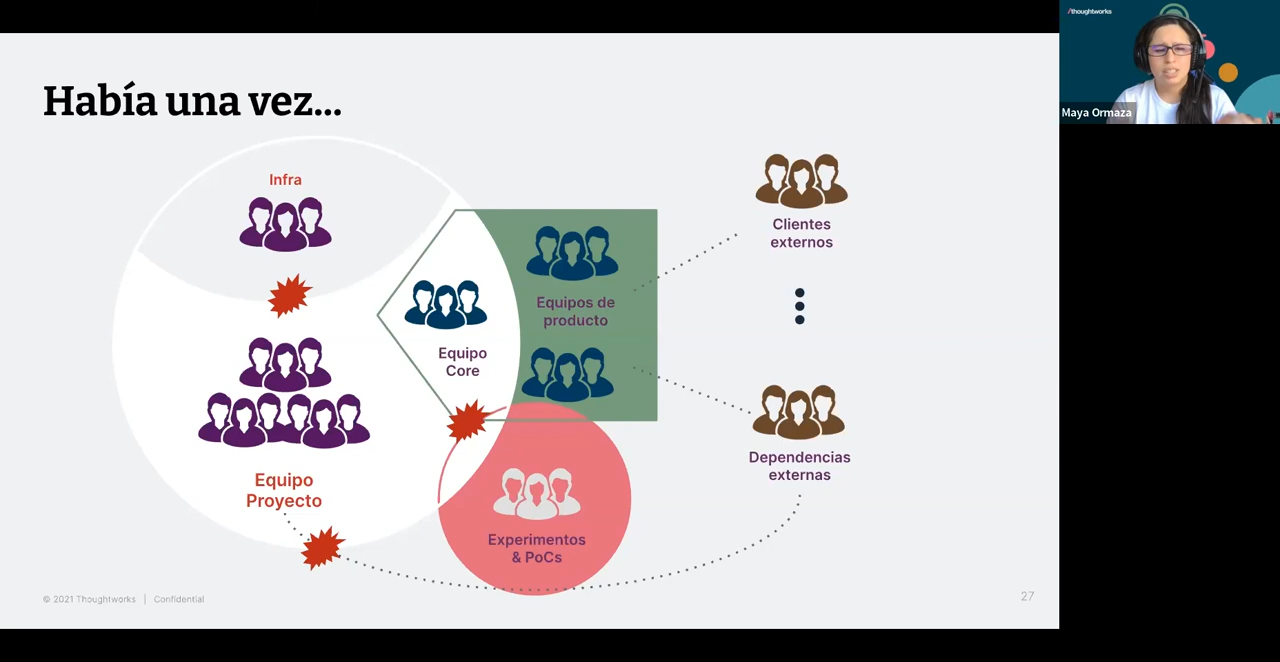 Había una vez...
Infra
Equipo
Proyecto
Equipo
Core
Equipos de
producto
Experimentos
& PoCs
Clientes
externos
Dependencias
externas
© 2021 Thoughtworks | Confidential
27
/thoughtworks
Maya Ormaza